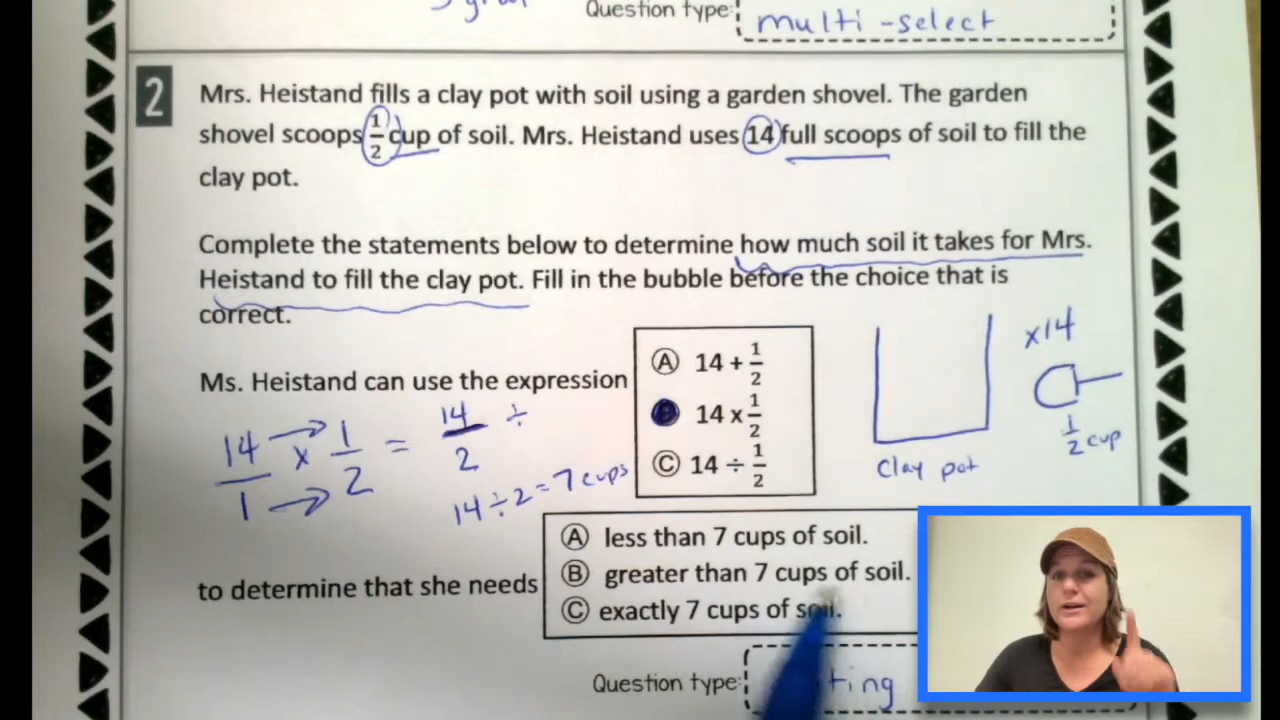 Question type: multi-select
2
Mrs. Heistand fills a clay pot with soil using a garden shovel. The garden
shovel scoops 1/2 cup of soil. Mrs. Heistand uses 14 full scoops of soil to fill the
clay pot.
Complete the statements below to determine how much soil it takes for Mrs.
Heistand to fill the clay pot. Fill in the bubble before the choice that is
correct.
Ms. Heistand can use the expression
A 14 + 1/2
14 x 1/2
C 14 ÷ 1/2
14/1 x 1/2 = 14/2 ÷
14 ÷ 2 = 7 cups
x14
1/2 cup
Clay pot
to determine that she needs
A less than 7 cups of soil.
B greater than 7 cups of soil.
C exactly 7 cups of soil.
Question type: